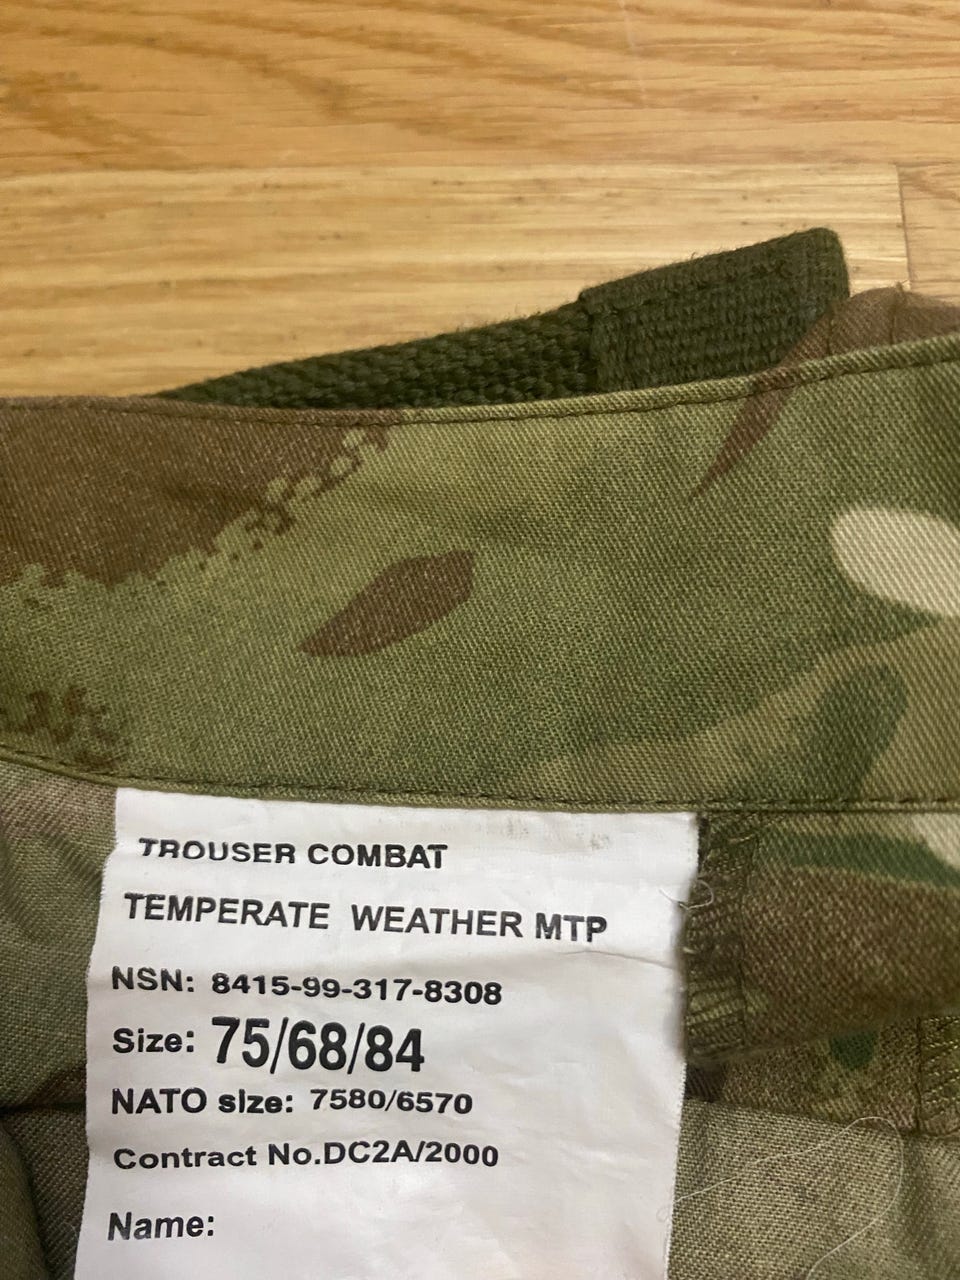 TROUSER COMBAT
TEMPERATE WEATHER MTP
NSN: 8415-99-317-8308
Size: 75/68/84
NATO size: 7580/6570
Contract No.DC2A/2000
Name: